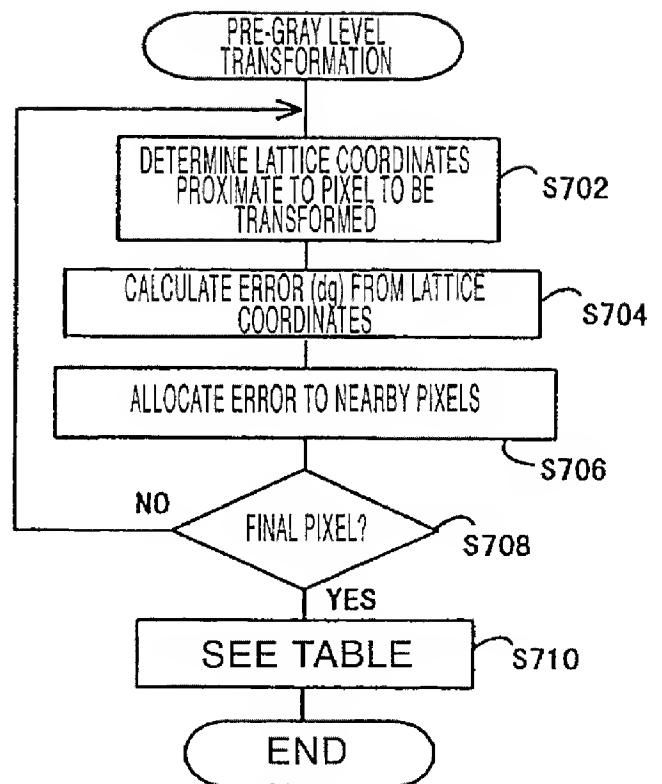 PRE-GRAY LEVEL
TRANSFORMATION
DETERMINE LATTICE COORDINATES
PROXIMATE TO PIXEL TO BE
TRANSFORMED
S702
CALCULATE ERROR (dg) FROM LATTICE
COORDINATES
S704
ALLOCATE ERROR TO NEARBY PIXELS
S706
NO
FINAL PIXEL?
S708
YES
SEE TABLE
S710
END